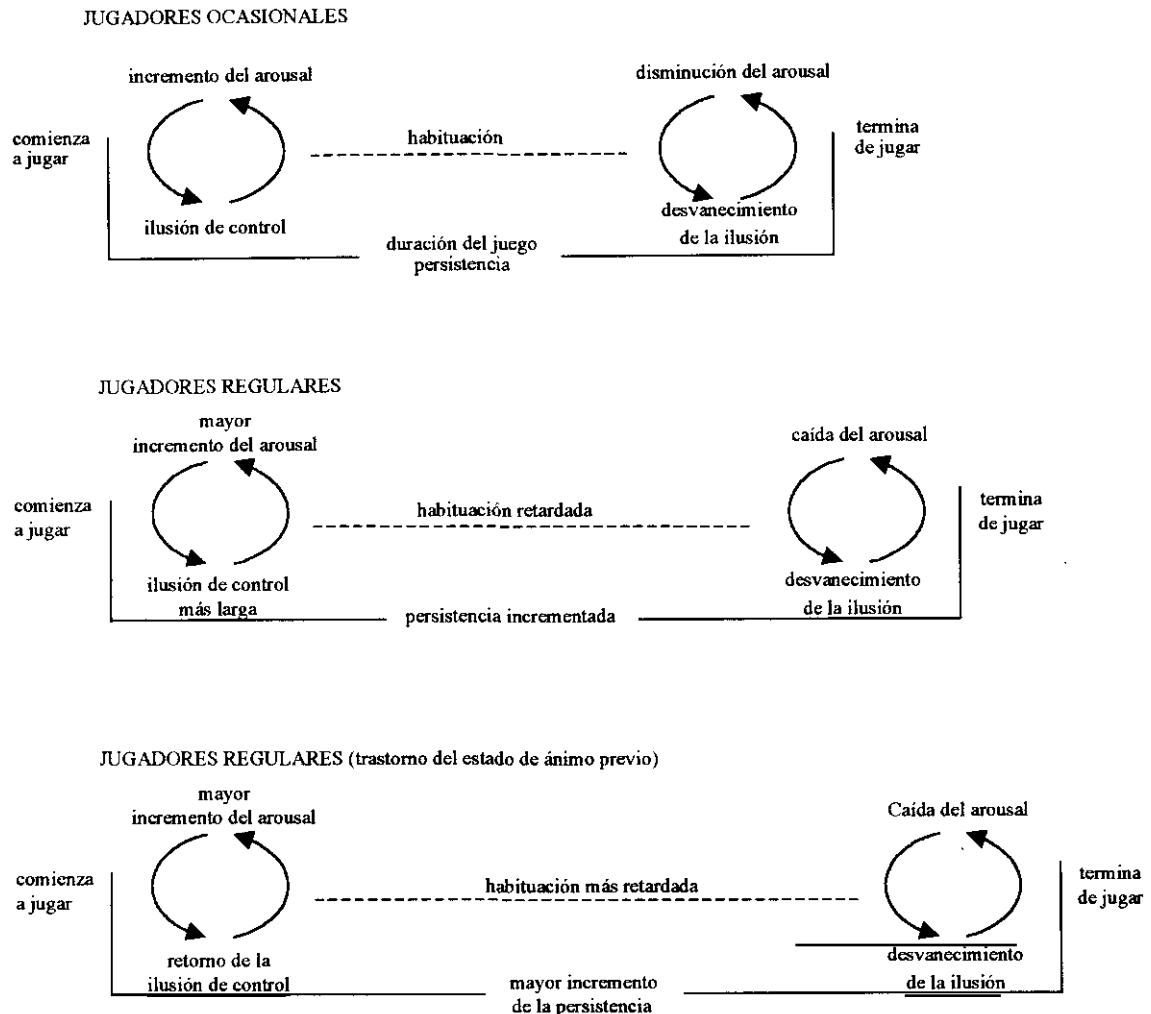 JUGADORES OCASIONALES
incremento del arousal
disminución del arousal
comienza
a jugar
habituación
termina
de jugar
ilusión de control
desvanecimiento
de la ilusión
duración del juego
persistencia
JUGADORES REGULARES
mayor
incremento del arousal
caída del arousal
comienza
a jugar
habituación retardada
termina
de jugar
ilusión de control
más larga
desvanecimiento
de la ilusión
persistencia incrementada
JUGADORES REGULARES (trastorno del estado de ánimo previo)
mayor
incremento del arousal
Caída del arousal
comienza
a jugar
habituación más retardada
termina
de jugar
retorno de la
ilusión de control
desvanecimiento
de la ilusión
mayor incremento
de la persistencia